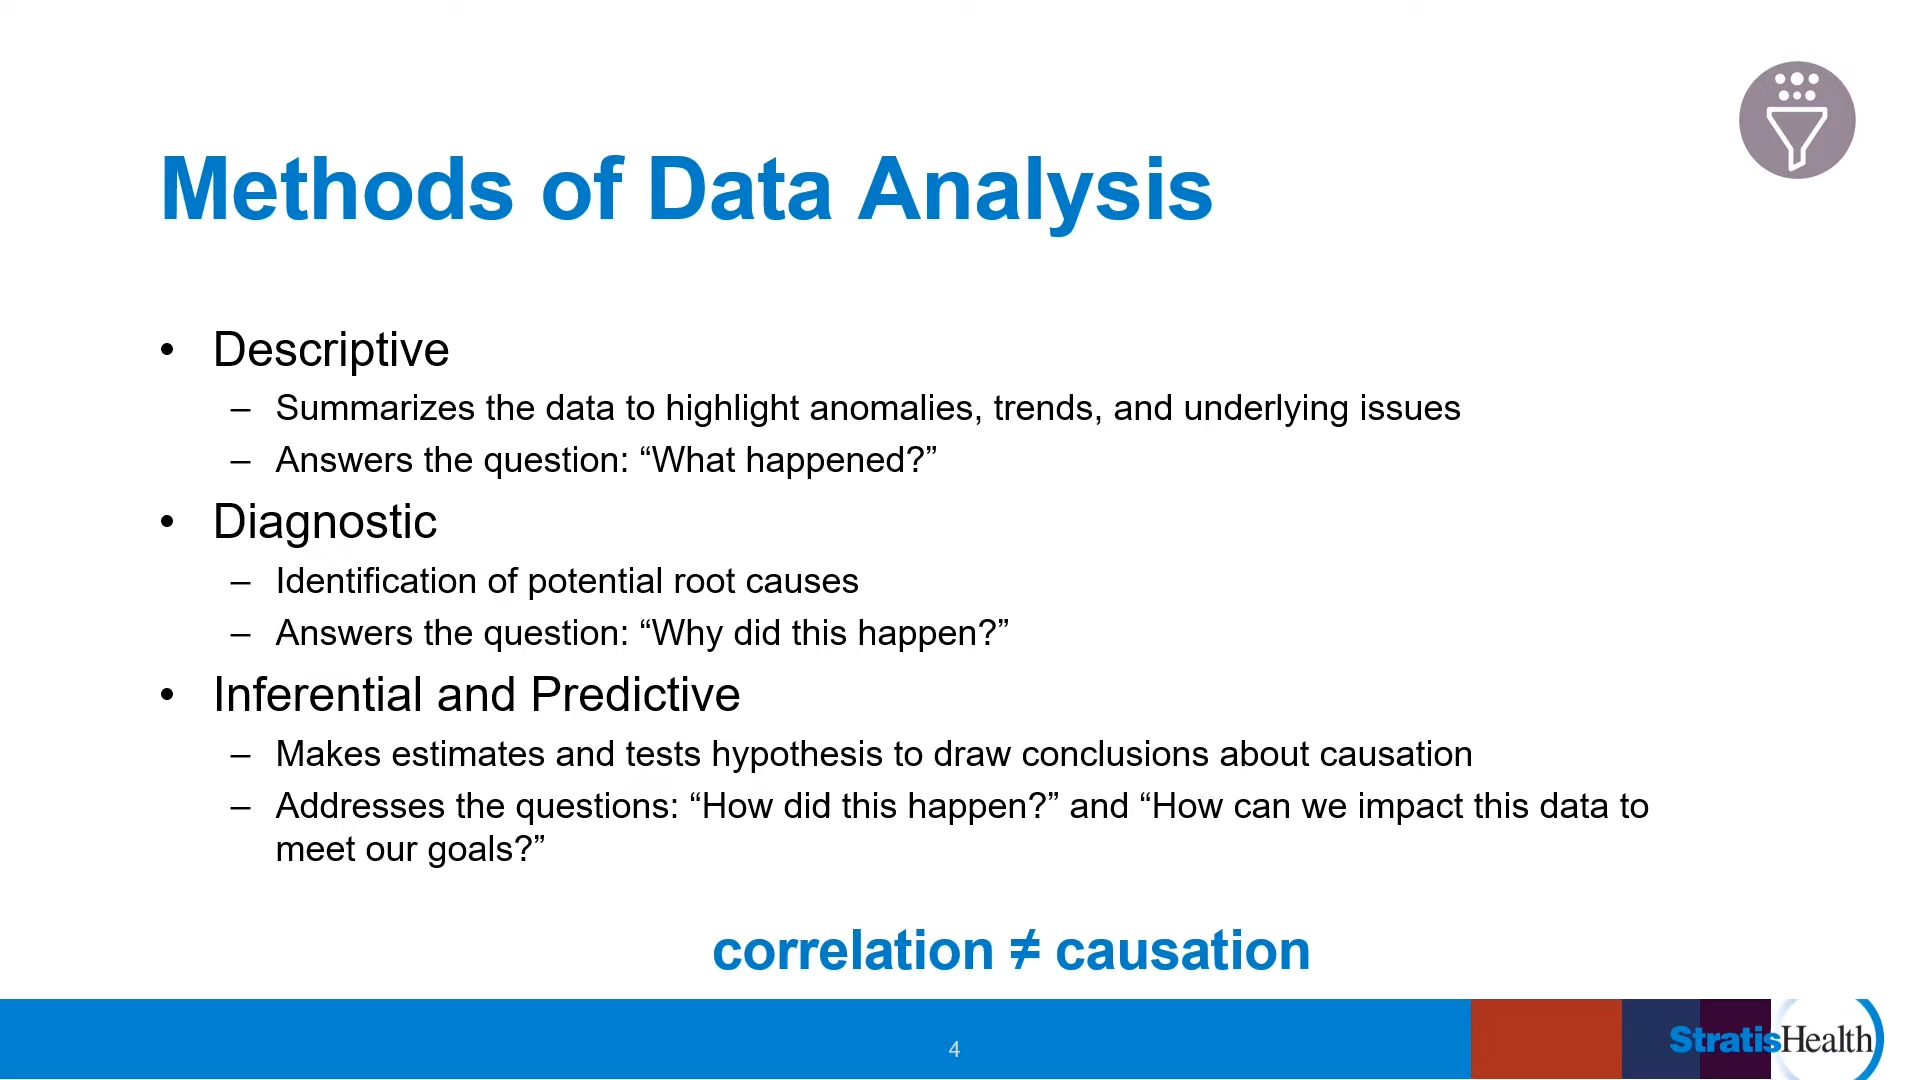 Methods of Data Analysis
• Descriptive
– Summarizes the data to highlight anomalies, trends, and underlying issues
– Answers the question: “What happened?”
• Diagnostic
– Identification of potential root causes
– Answers the question: “Why did this happen?”
• Inferential and Predictive
– Makes estimates and tests hypothesis to draw conclusions about causation
– Addresses the questions: “How did this happen?” and “How can we impact this data to
meet our goals?”
correlation ≠ causation
4
StratisHealth